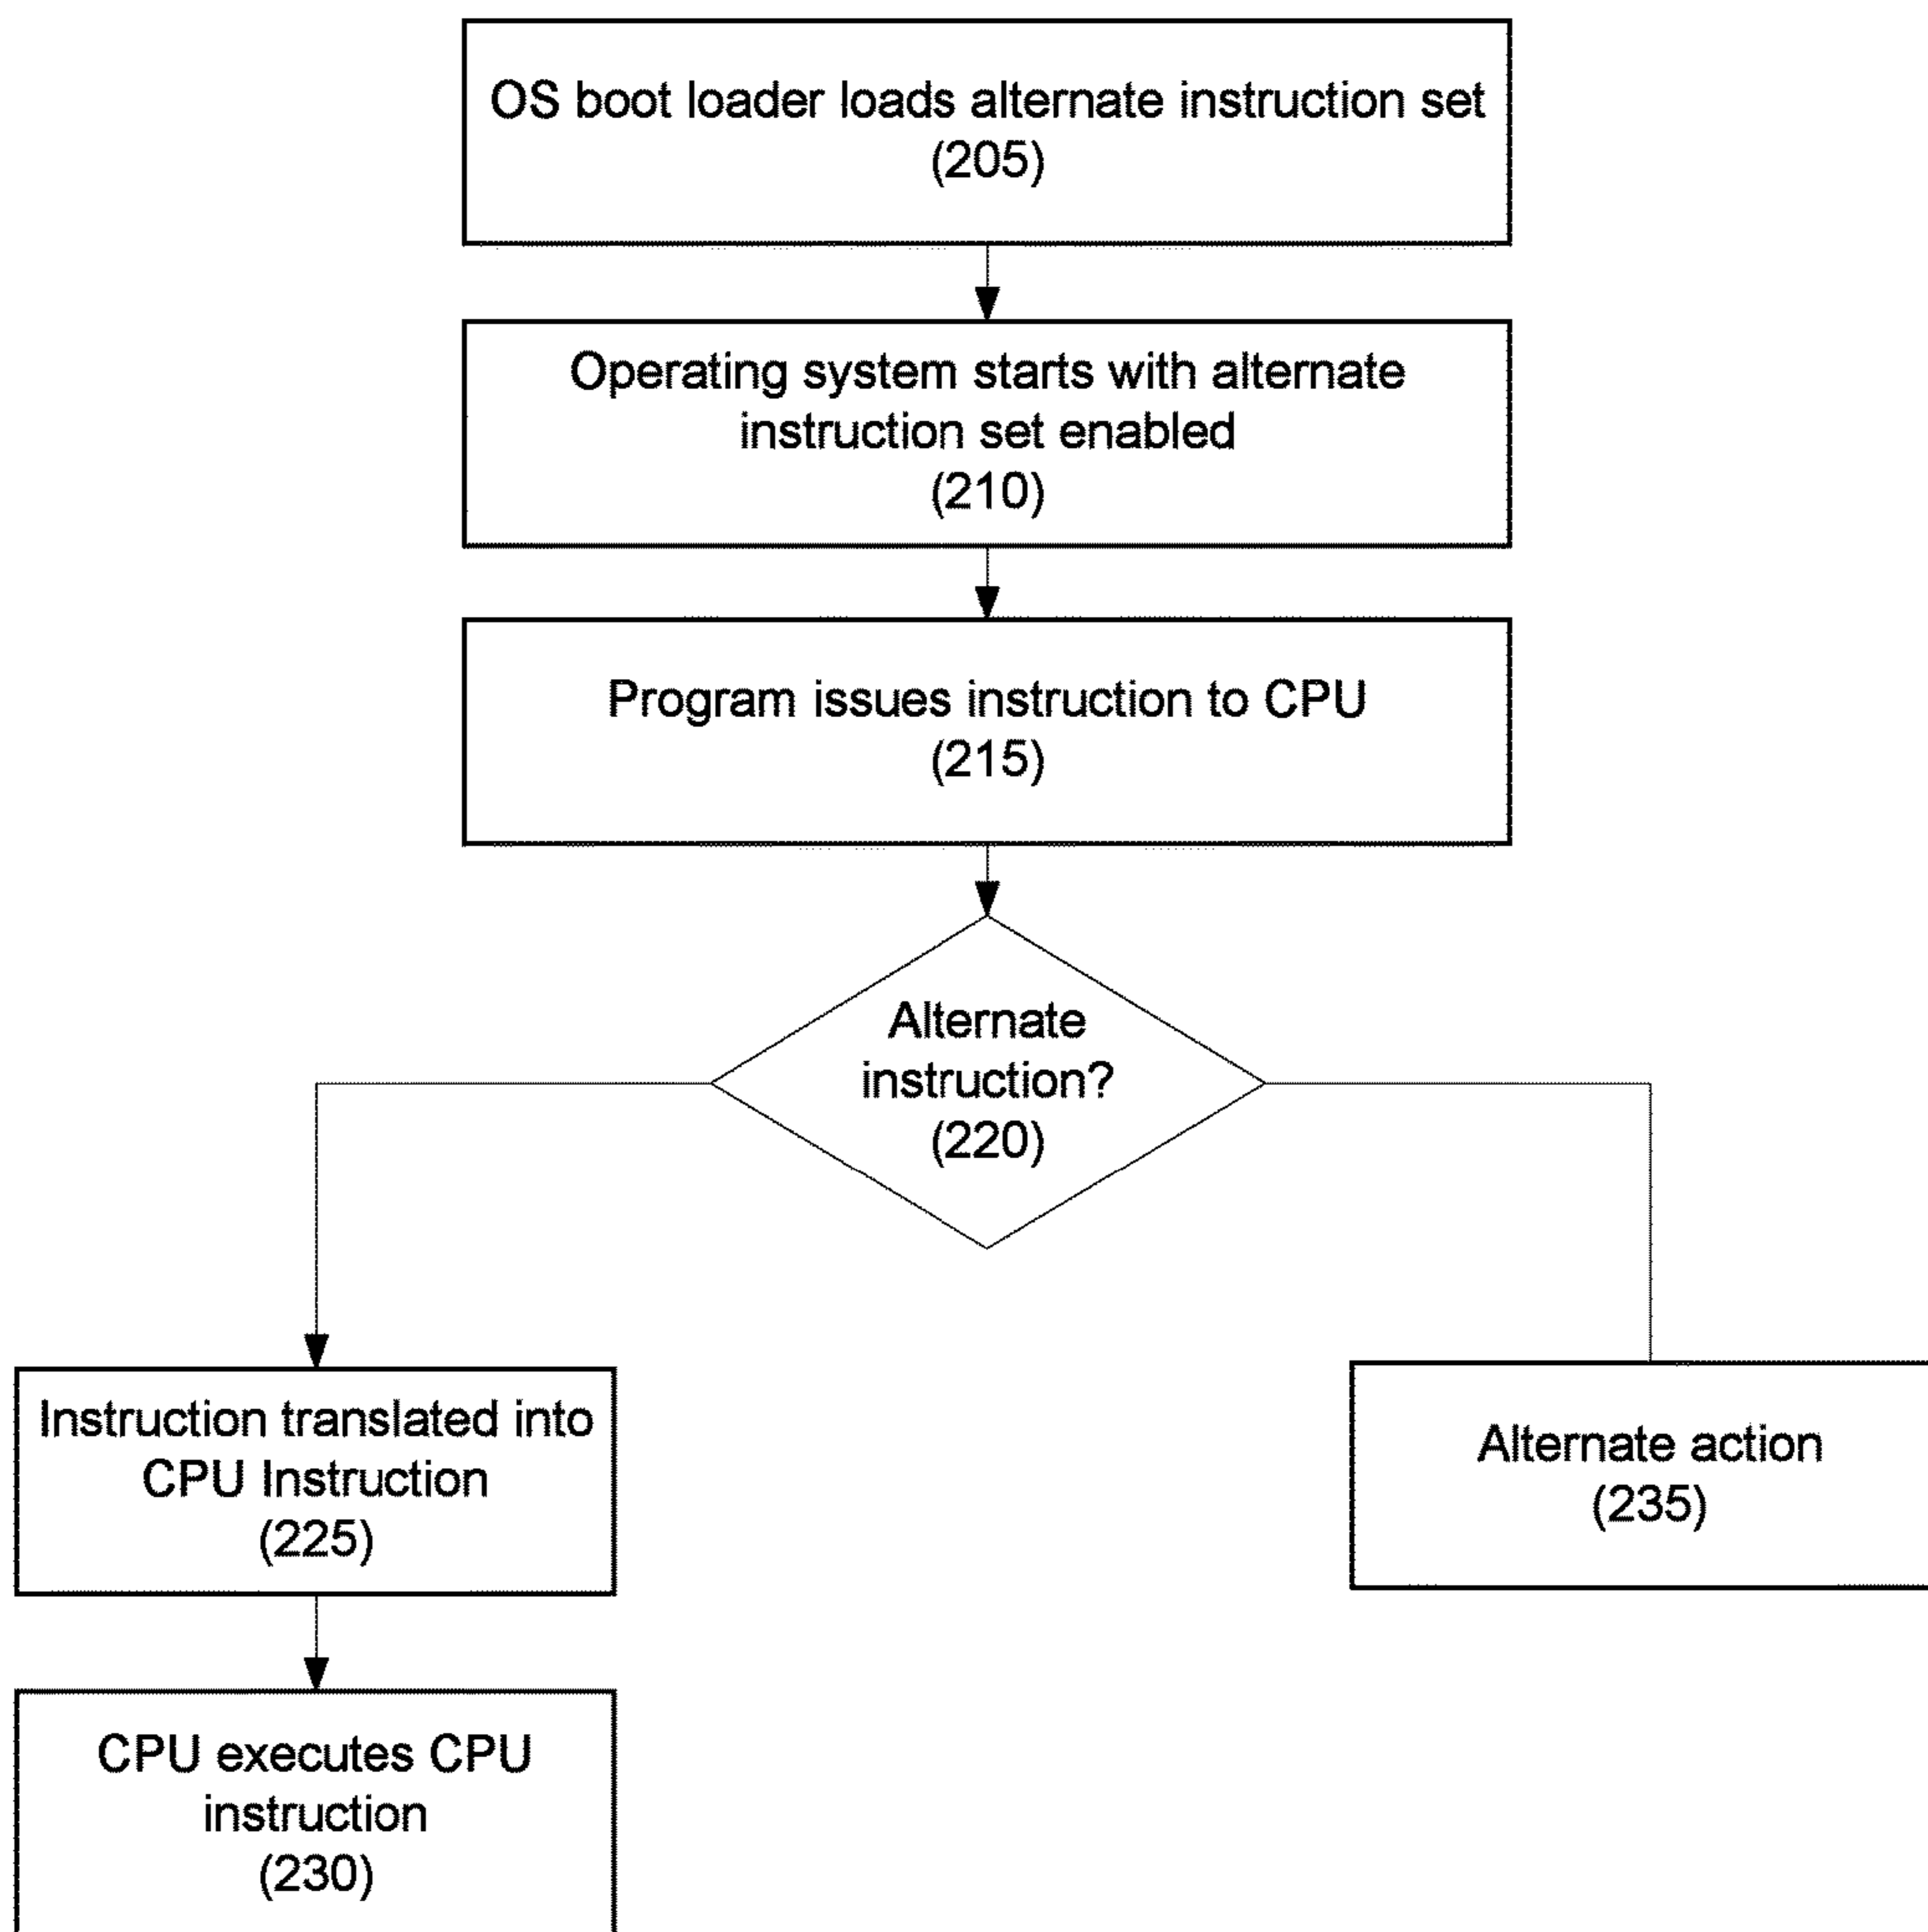 OS boot loader loads alternate instruction set
(205)
Operating system starts with alternate
instruction set enabled
(210)
Program issues instruction to CPU
(215)
Alternate
instruction?
(220)
Instruction translated into
CPU Instruction
(225)
Alternate action
(235)
CPU executes CPU
instruction
(230)